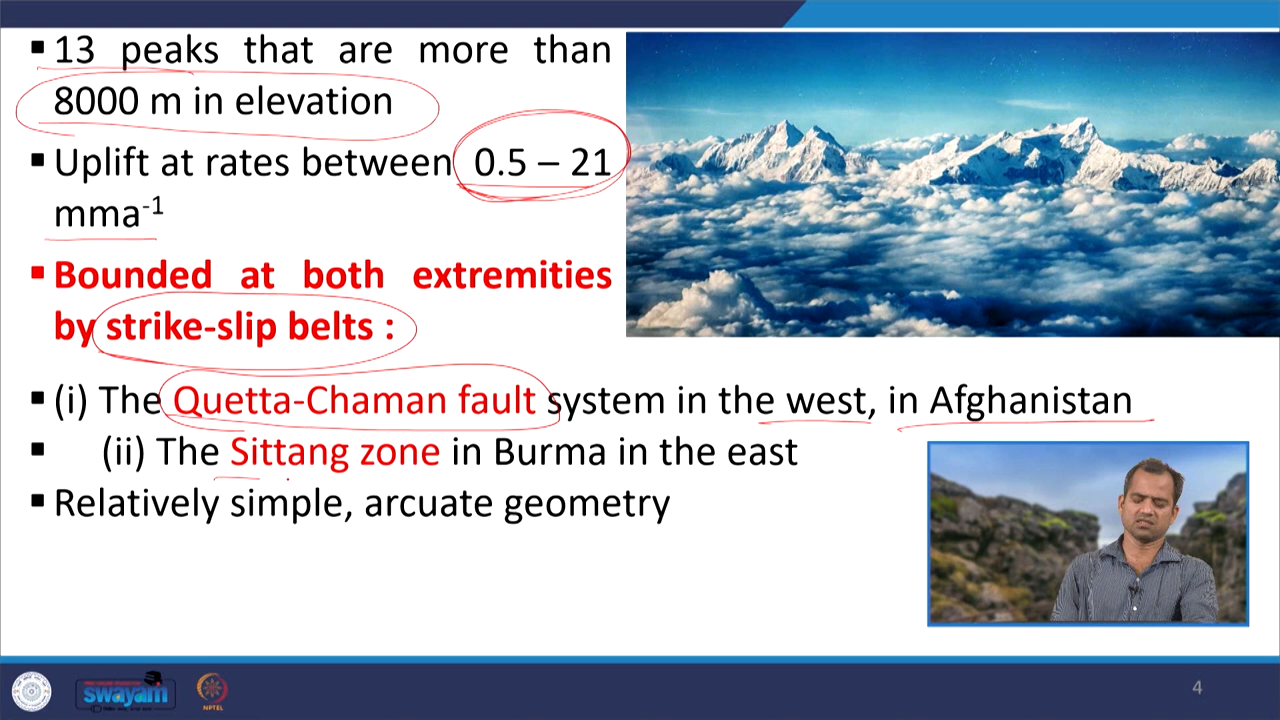 ▪ 13 peaks that are more than
8000 m in elevation
▪ Uplift at rates between 0.5 – 21
mma⁻¹
▪ Bounded at both extremities
by strike-slip belts :
▪ (i) The Quetta-Chaman fault system in the west, in Afghanistan
▪ (ii) The Sittang zone in Burma in the east
▪ Relatively simple, arcuate geometry
swayam
NPTEL
4